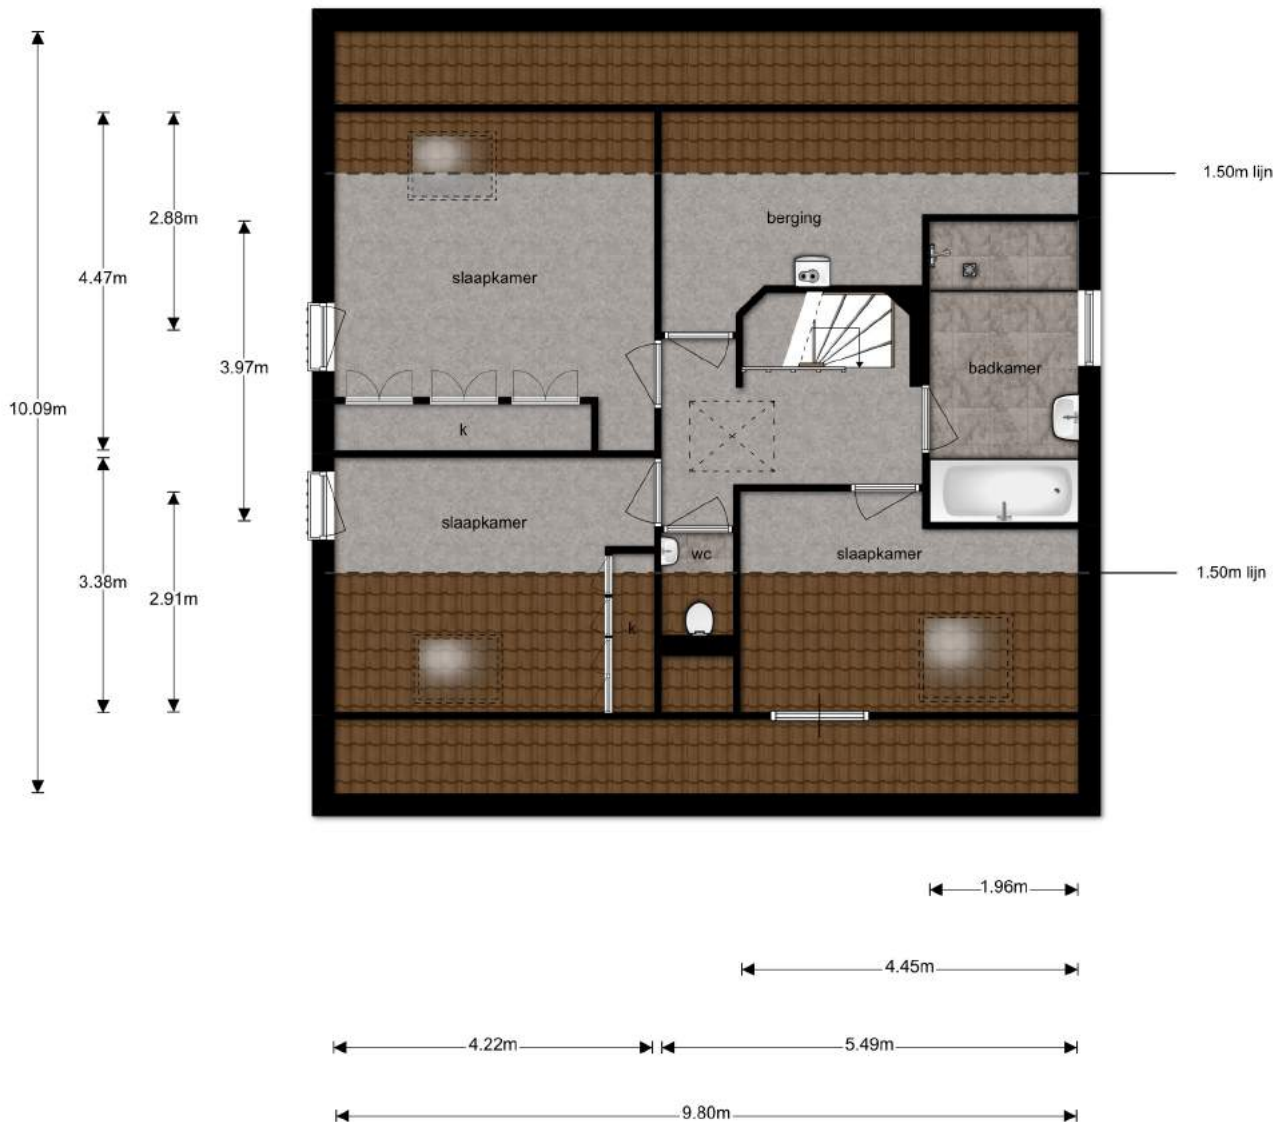 1.50m lijn
2.88m
berging
4.47m
slaapkamer
3.97m
badkamer
10.09m
k
slaapkamer
wc
slaapkamer
1.50m lijn
3.38m
2.91m
k
1.96m
4.45m
4.22m
5.49m
9.80m